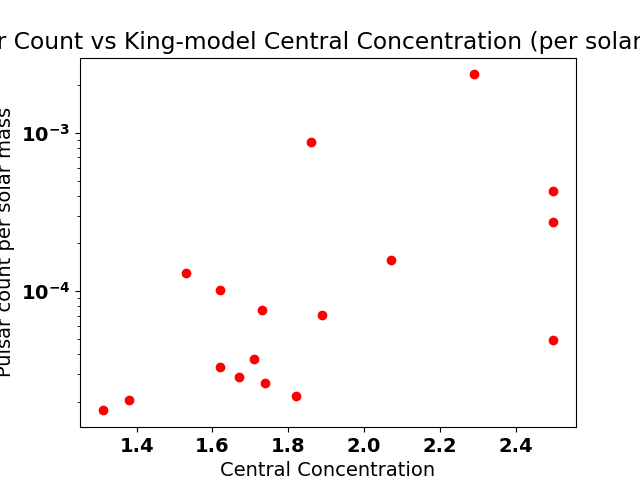 Count vs King-model Central Concentration (per
Pulsar count per solar mass
10⁻³
10⁻⁴
1.4 1.6 1.8 2.0 2.2 2.4
Central Concentration